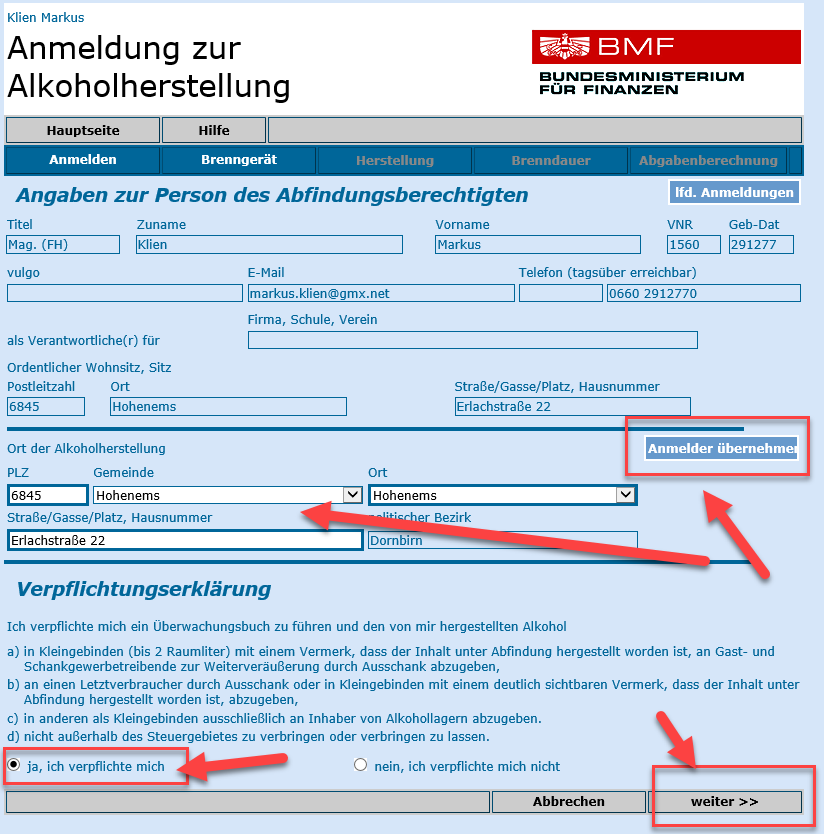 Klien Markus
Anmeldung zur
Alkoholherstellung
BMF
BUNDESMINISTERIUM
FÜR FINANZEN
Hauptseite Hilfe
Anmelden Brenngerät Herstellung Brenndauer Abgabenberechnung
Angaben zur Person des Abfindungsberechtigten lfd. Anmeldungen
Titel Zuname Vorname VNR Geb-Dat
Mag. (FH) Klien Markus 1560 291277
vulgo E-Mail Telefon (tagsüber erreichbar)
markus.klien@gmx.net 0660 2912770
Firma, Schule, Verein
als Verantwortliche(r) für
Ordentlicher Wohnsitz, Sitz
Postleitzahl Ort Straße/Gasse/Platz, Hausnummer
6845 Hohenems Erlachstraße 22
Ort der Alkoholherstellung Anmelder übernehmen
PLZ Gemeinde Ort
6845 Hohenems Hohenems
Straße/Gasse/Platz, Hausnummer politischer Bezirk
Erlachstraße 22 Dornbirn
Verpflichtungserklärung
Ich verpflichte mich ein Überwachungsbuch zu führen und den von mir hergestellten Alkohol
a) in Kleingebinden (bis 2 Raumliter) mit einem Vermerk, dass der Inhalt unter Abfindung hergestellt worden ist, an Gast- und
Schankgewerbetreibende zur Weiterveräußerung durch Ausschank abzugeben,
b) an einen Letztverbraucher durch Ausschank oder in Kleingebinden mit einem deutlich sichtbaren Vermerk, dass der Inhalt unter
Abfindung hergestellt worden ist, abzugeben,
c) in anderen als Kleingebinden ausschließlich an Inhaber von Alkohollagern abzugeben.
d) nicht außerhalb des Steuergebietes zu verbringen oder verbringen zu lassen.
ja, ich verpflichte mich nein, ich verpflichte mich nicht
Abbrechen weiter >>